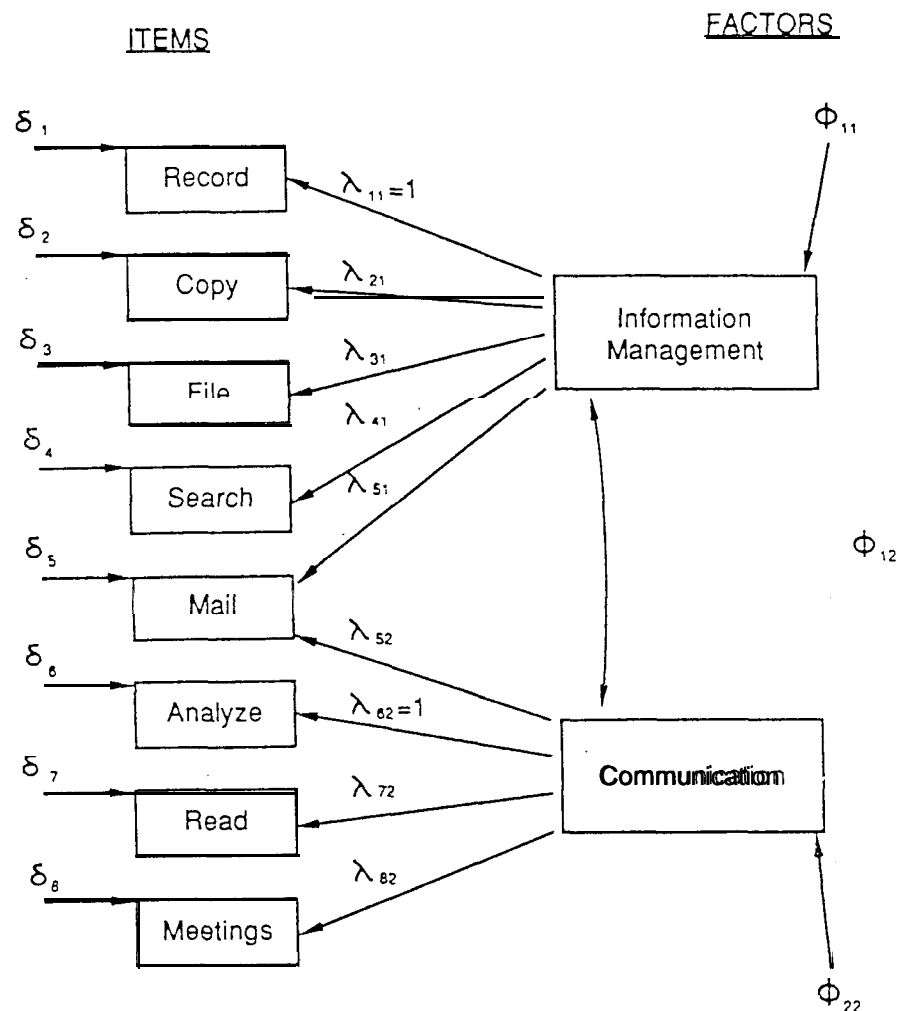 ITEMS
FACTORS
δ₁
Record
λ₁₁=1
Φ₁₁
δ₂
Copy
λ₂₁
Information
Management
δ₃
File
λ₃₁
δ₄
Search
λ₄₁
λ₅₁
δ₅
Mail
λ₅₂
Φ₁₂
δ₆
Analyze
λ₆₂=1
Communication
δ₇
Read
λ₇₂
δ₈
Meetings
λ₈₂
Φ₂₂